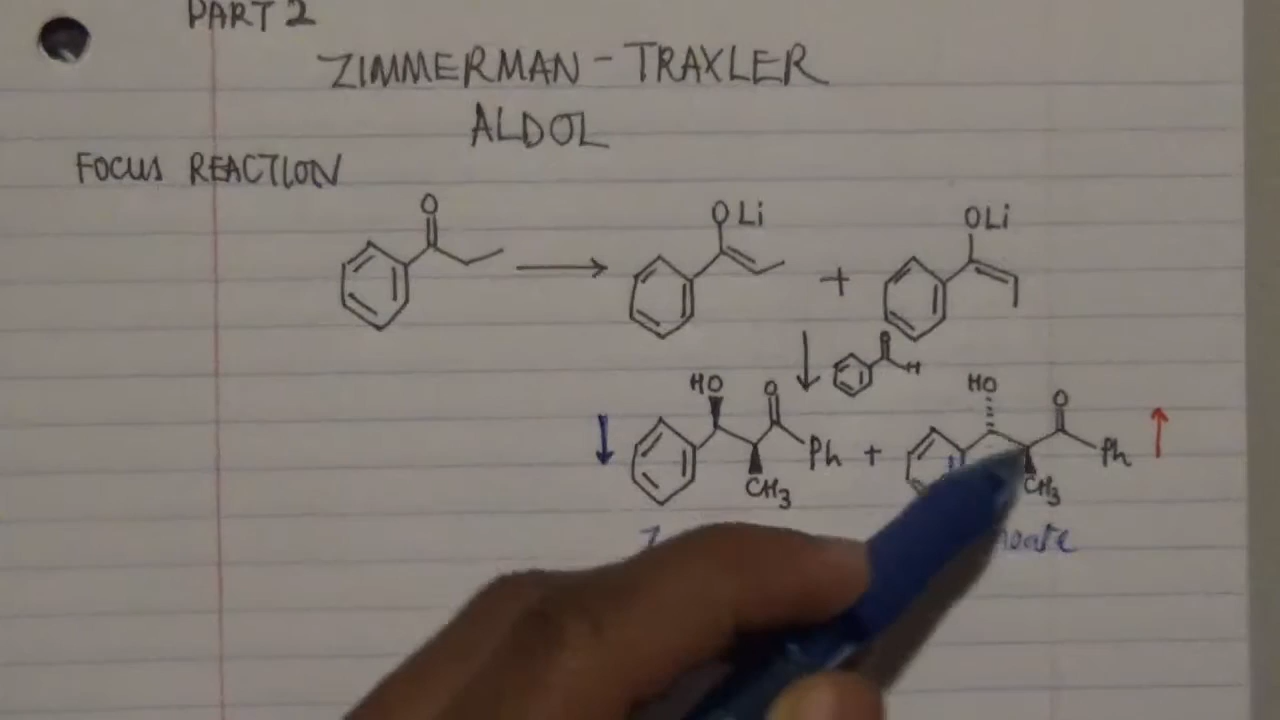 PART 2
ZIMMERMAN - TRAXLER
ALDOL
FOCUS REACTION
O OLi OLi
+
O H
HO O HO O
Ph + Ph
CH3 CH3